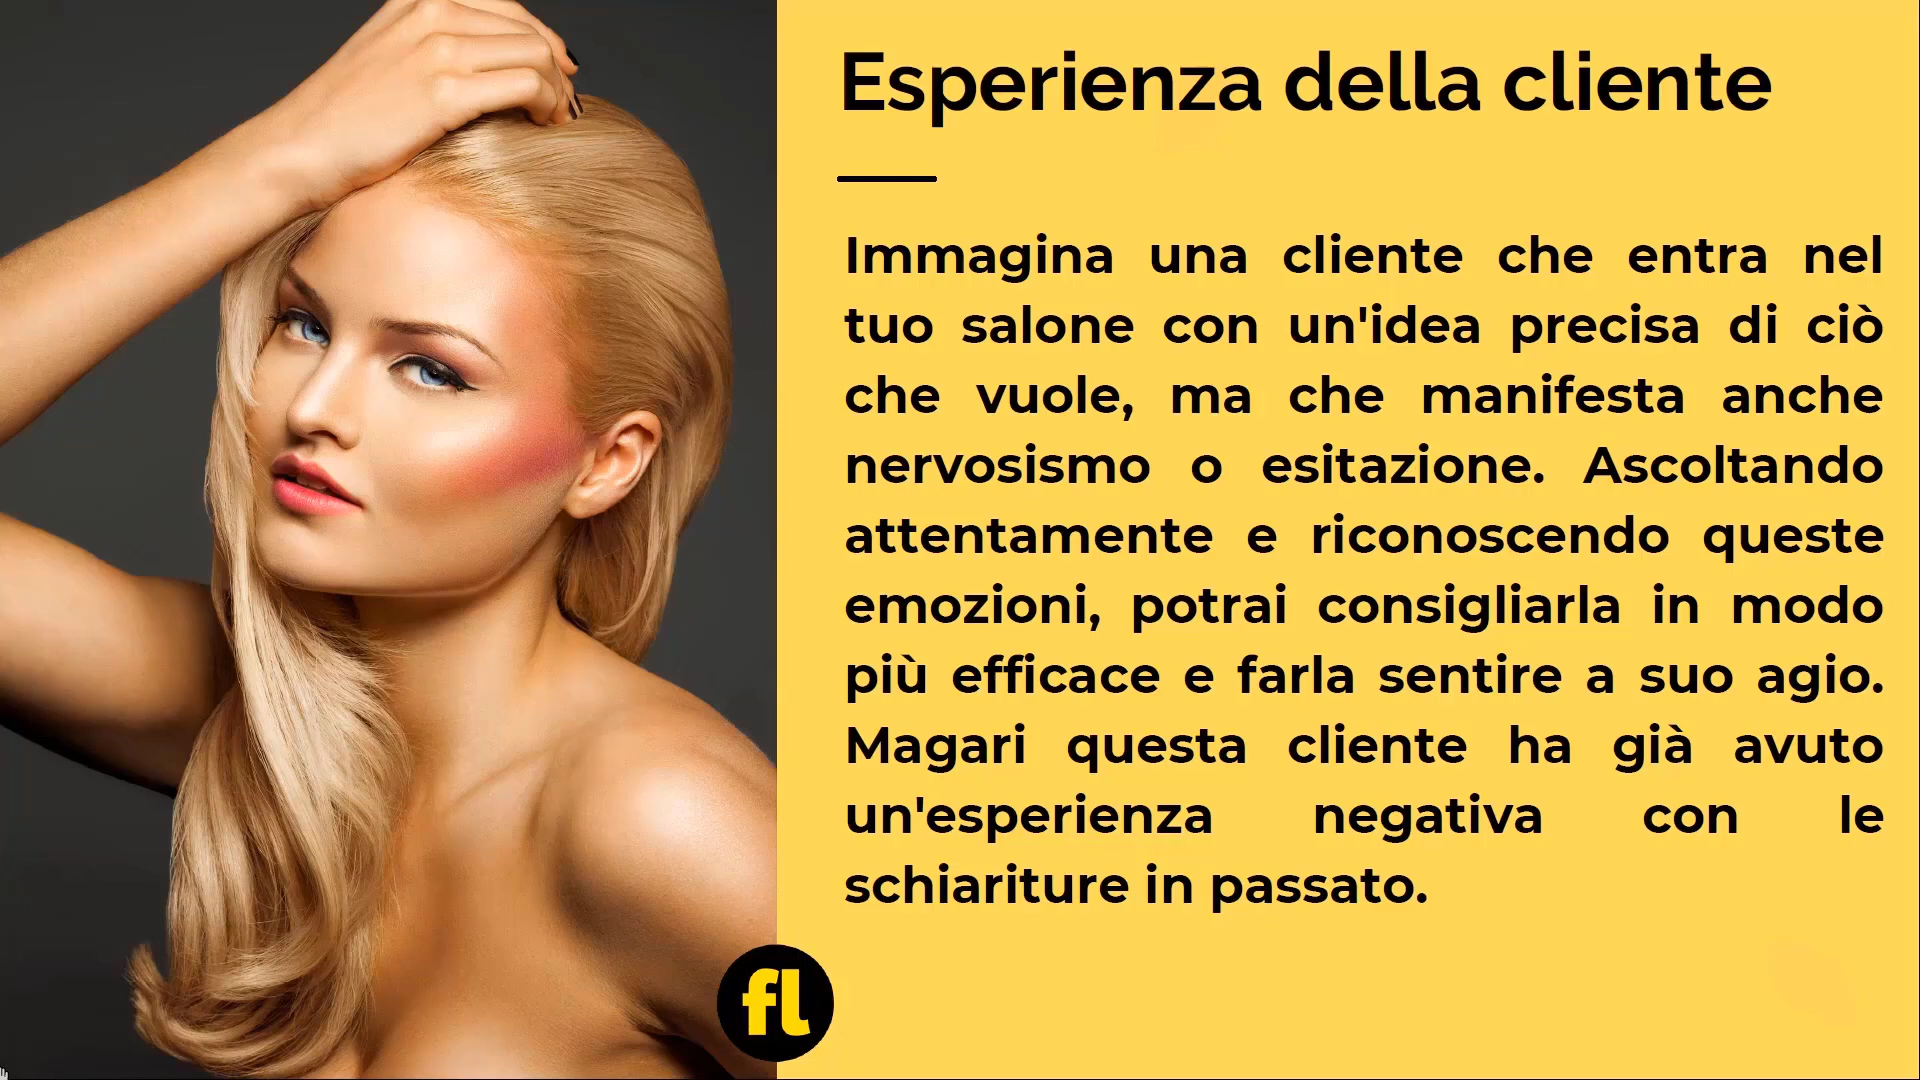 Esperienza della cliente
Immagina una cliente che entra nel
tuo salone con un'idea precisa di ciò
che vuole, ma che manifesta anche
nervosismo o esitazione. Ascoltando
attentamente e riconoscendo queste
emozioni, potrai consigliarla in modo
più efficace e farla sentire a suo agio.
Magari questa cliente ha già avuto
un'esperienza negativa con le
schiariture in passato.
fl